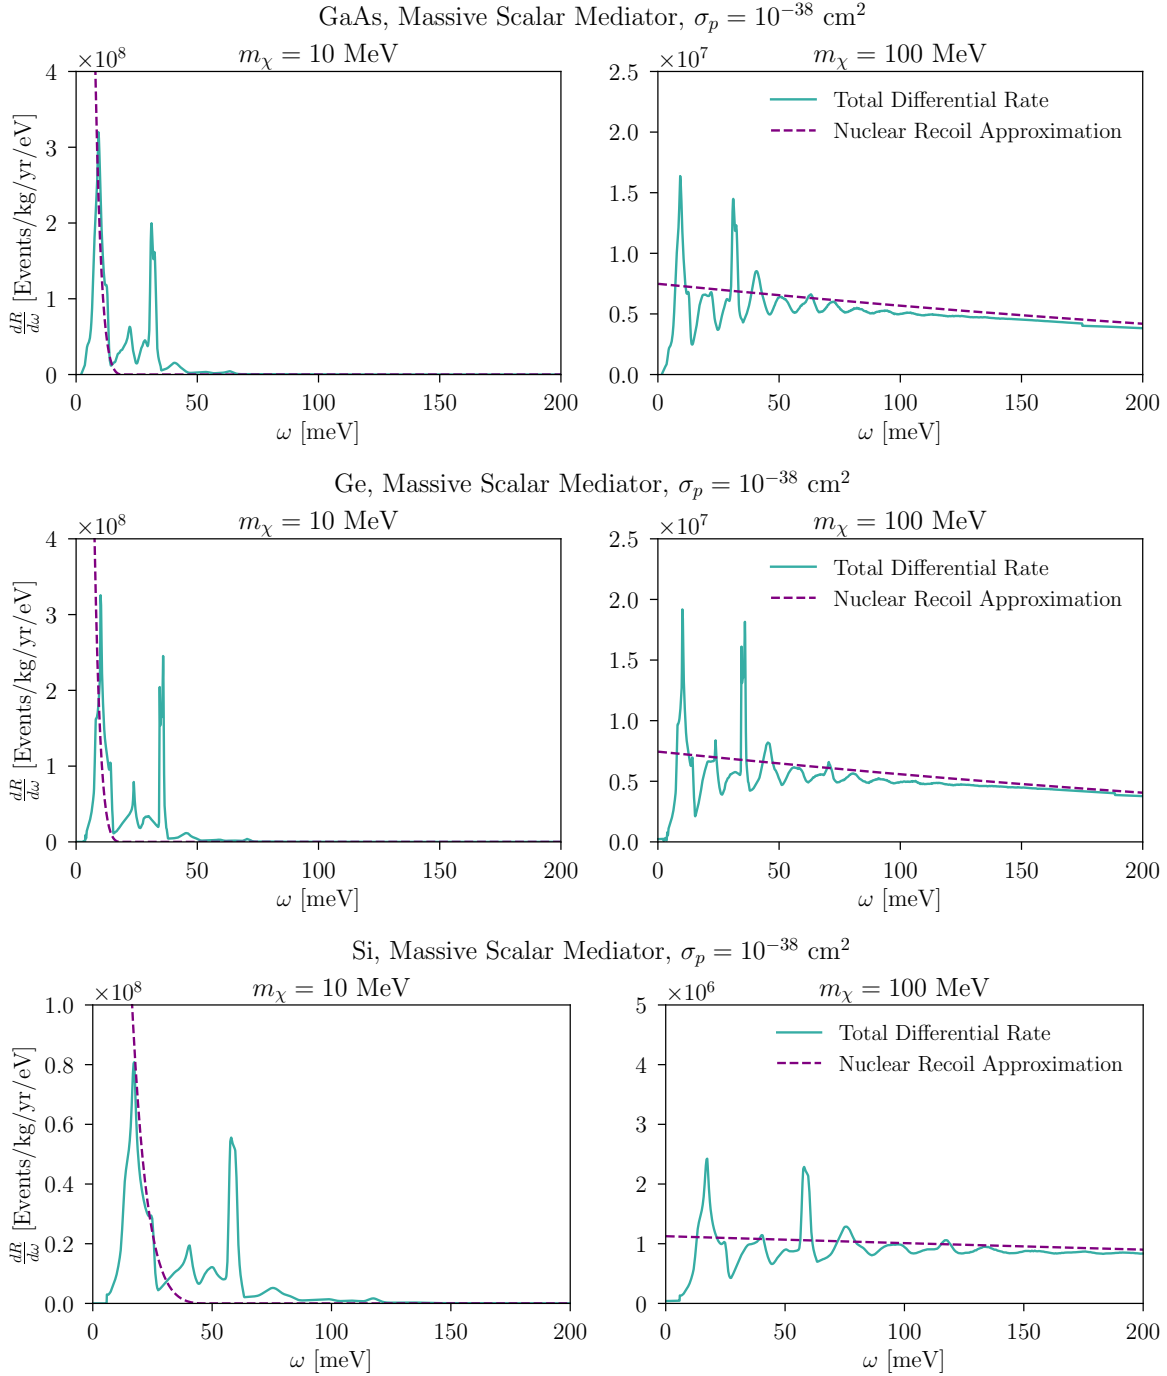 GaAs, Massive Scalar Mediator, σ_p = 10^−38 cm^2
m_χ = 10 MeV
×10^8
4
3
2
1
0
0 50 100 150 200
ω [meV]
dR/dω [Events/kg/yr/eV]
m_χ = 100 MeV
×10^7
Total Differential Rate
Nuclear Recoil Approximation
2.5
2.0
1.5
1.0
0.5
0.0
0 50 100 150 200
ω [meV]
Ge, Massive Scalar Mediator, σ_p = 10^−38 cm^2
m_χ = 10 MeV
×10^8
4
3
2
1
0
0 50 100 150 200
ω [meV]
dR/dω [Events/kg/yr/eV]
m_χ = 100 MeV
×10^7
Total Differential Rate
Nuclear Recoil Approximation
2.5
2.0
1.5
1.0
0.5
0.0
0 50 100 150 200
ω [meV]
Si, Massive Scalar Mediator, σ_p = 10^−38 cm^2
m_χ = 10 MeV
×10^8
1.0
0.8
0.6
0.4
0.2
0.0
0 50 100 150 200
ω [meV]
dR/dω [Events/kg/yr/eV]
m_χ = 100 MeV
×10^6
Total Differential Rate
Nuclear Recoil Approximation
5
4
3
2
1
0
0 50 100 150 200
ω [meV]